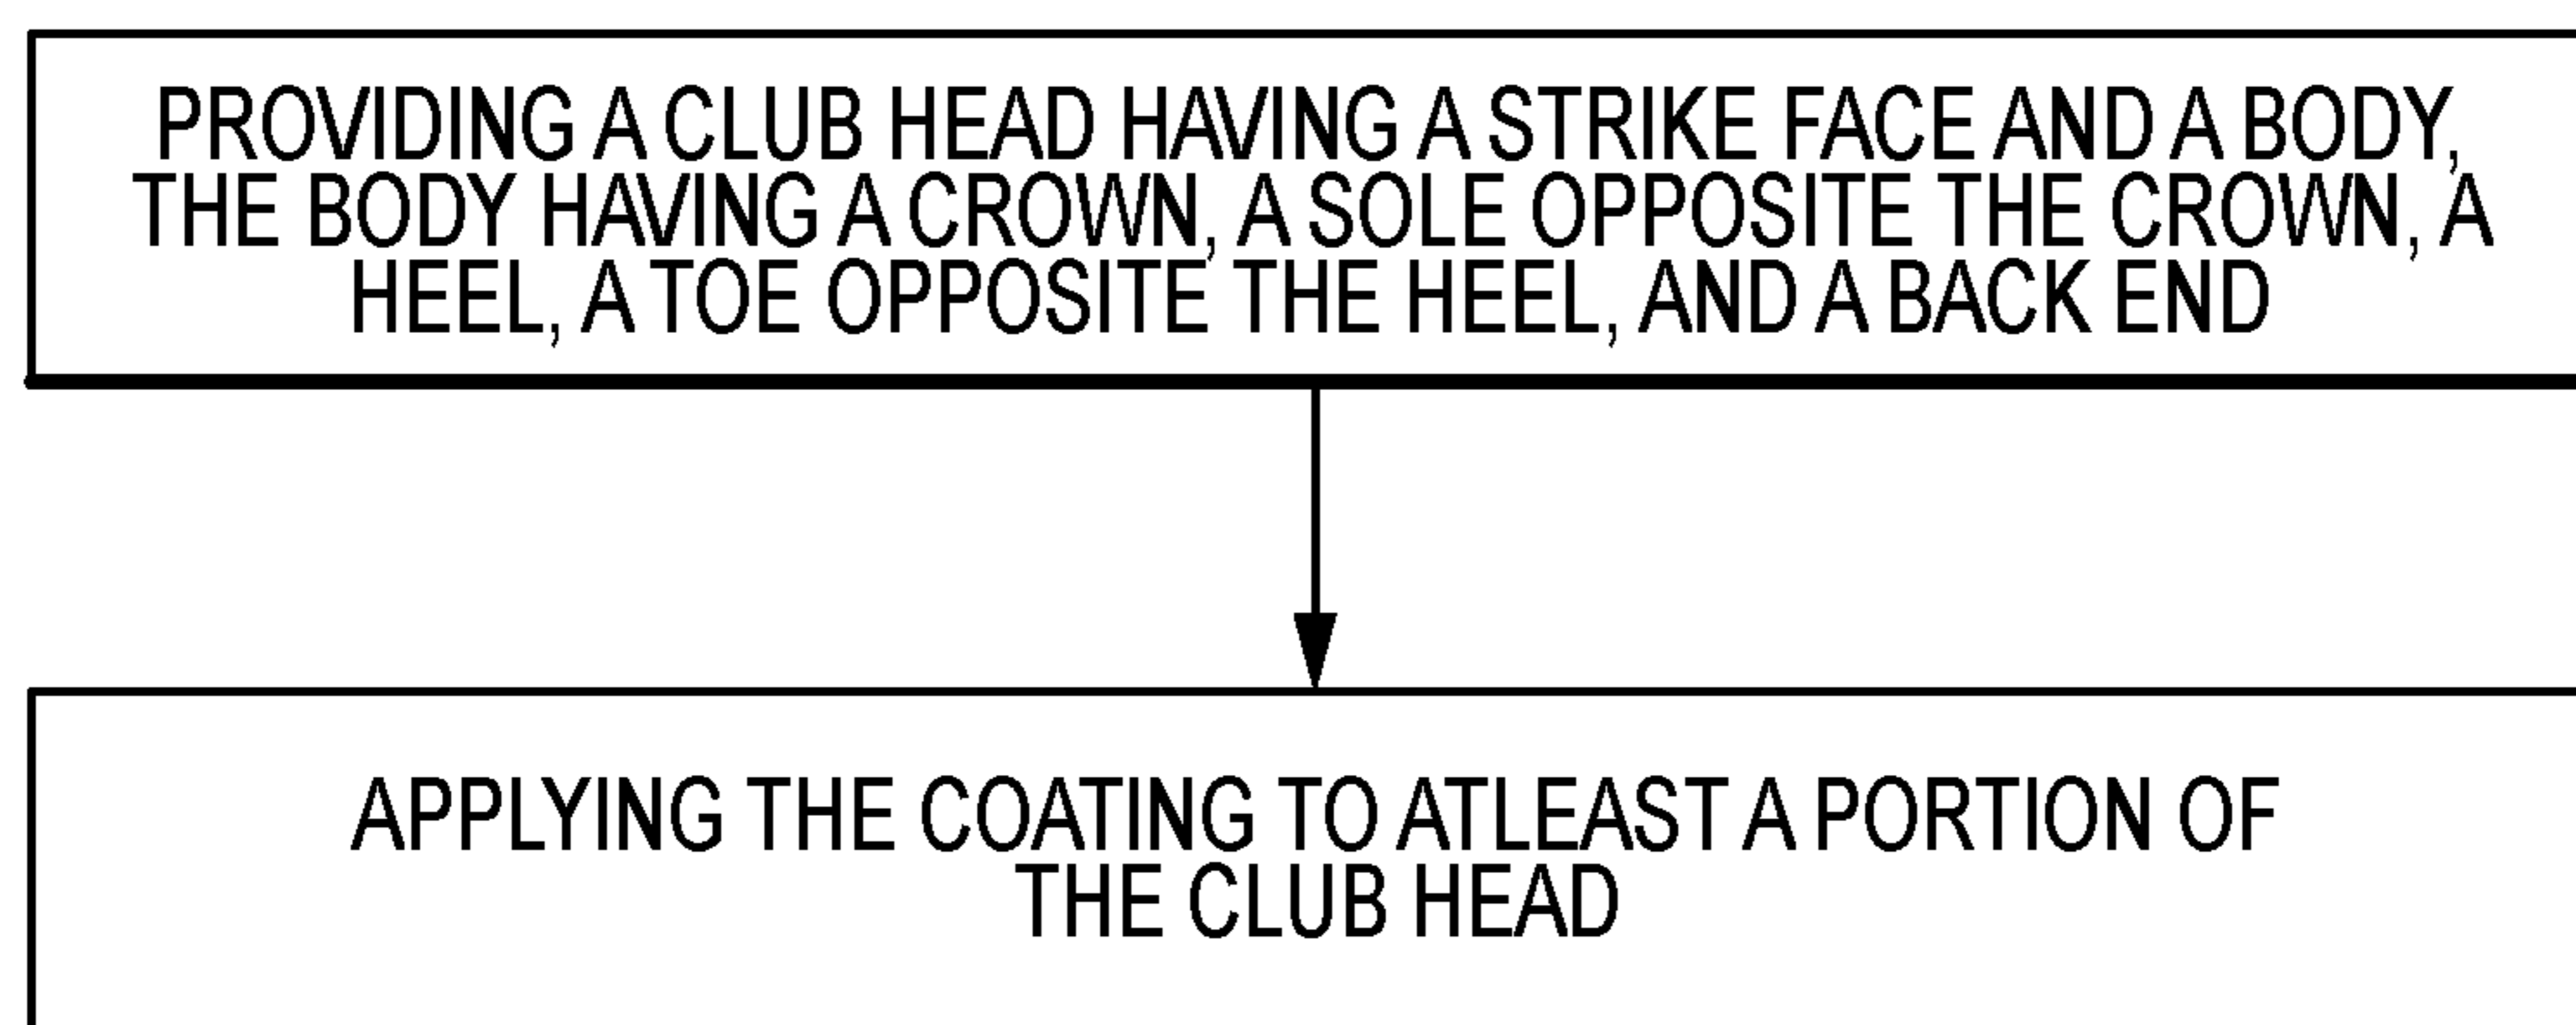 PROVIDING A CLUB HEAD HAVING A STRIKE FACE AND A BODY,
THE BODY HAVING A CROWN, A SOLE OPPOSITE THE CROWN, A
HEEL, A TOE OPPOSITE THE HEEL, AND A BACK END
APPLYING THE COATING TO ATLEAST A PORTION OF
THE CLUB HEAD